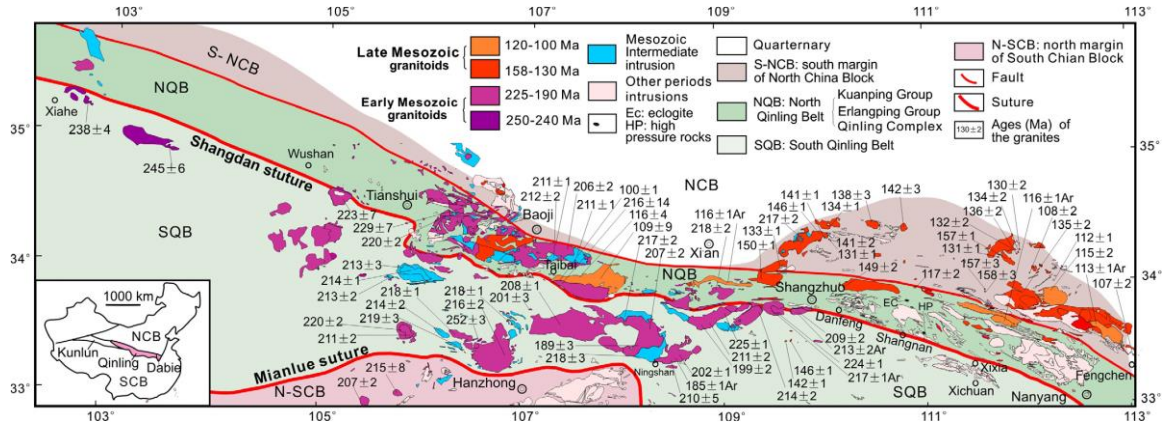 103°
105°
107°
109°
111°
113°
Late Mesozoic
granitoids
120-100 Ma
158-130 Ma
Early Mesozoic
granitoids
225-190 Ma
250-240 Ma
Mesozoic
Intermediate
intrusion
Other periods
intrusions
Ec: eclogite
HP: high
pressure rocks
Quarternary
S-NCB: south margin
of North China Block
NQB: North
Qinling Belt
Kuanping Group
Erlangping Group
Qinling Complex
SQB: South Qinling Belt
N-SCB: north margin
of South Chian Block
Fault
Suture
130±2
Ages (Ma) of
the granites
S-NCB
NQB
35°
35°
Xiahe
238±4
245±6
Shangdan stuture
Wushan
Tianshui
Baoji
NCB
Xi an
SQB
34°
34°
223±7
229±7
220±2
211±1
212±2
206±2
211±1
100±1
216±14
116±4
109±9
217±2
207±2
116±1Ar
218±2
141±1
146±1
217±2
133±1
150±1
138±3
134±1
142±3
141±2
131±1
149±2
130±2
134±2
136±2
116±1Ar
108±2
135±2
132±2
157±1
131±1
157±3
158±3
117±2
112±1
115±2
113±1Ar
107±2
Taibai
NQB
Shangzhuo
Danfeng
Shangnan
EC
HP
Xixia
Xichuan
Fengchen
Nanyang
213±3
214±1
213±2
218±1
214±2
219±3
218±1
216±2
252±3
208±1
201±3
220±2
211±2
189±3
218±3
Ningshan
202±1
185±1Ar
210±5
225±1
211±2
199±2
146±1
142±1
209±2
213±2Ar
224±1
217±1Ar
214±2
SQB
Mianlue suture
215±8
207±2
N-SCB
Hanzhong
33°
33°
1000 km
NCB
Kunlun
Qinling
Dabie
SCB
103°
105°
107°
109°
111°
113°